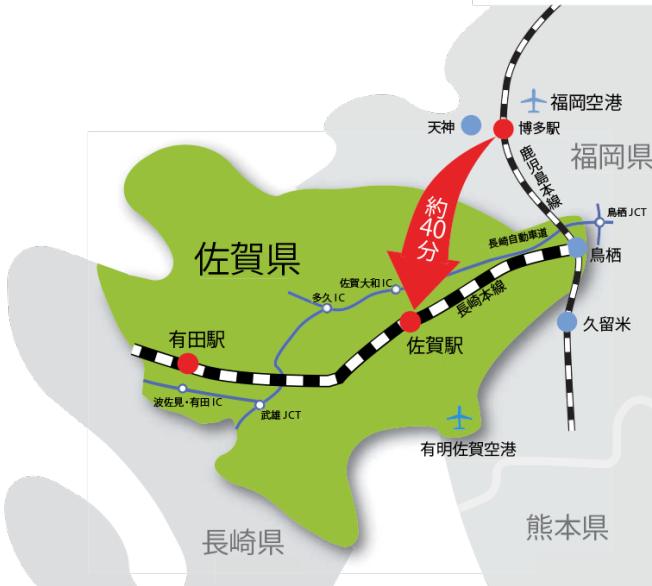 福岡空港
天神
博多駅
福岡県
鹿児島本線
約40分
鳥栖JCT
長崎自動車道
佐賀県
鳥栖
佐賀大和IC
多久IC
長崎本線
久留米
有田駅
佐賀駅
波佐見・有田IC
武雄JCT
有明佐賀空港
長崎県
熊本県